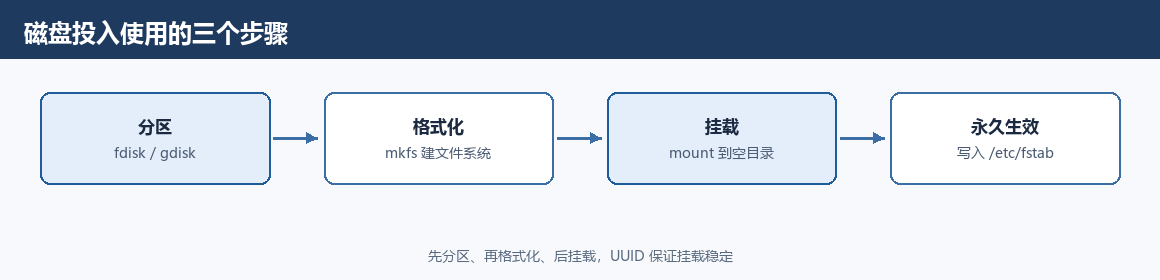 磁盘投入使用的三个步骤
分区
fdisk / gdisk
格式化
mkfs 建文件系统
挂载
mount 到空目录
永久生效
写入 /etc/fstab
先分区、再格式化、后挂载，UUID 保证挂载稳定